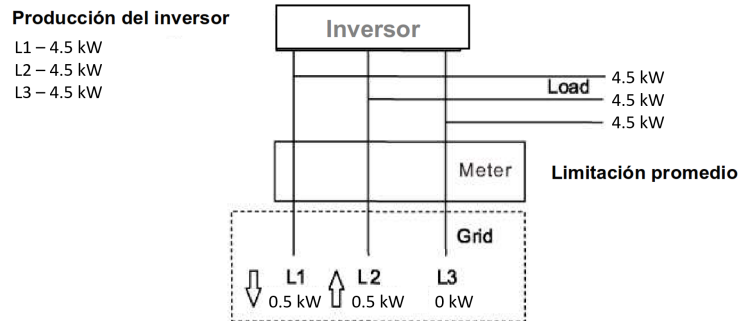 Producción del inversor
L1 – 4.5 kW
L2 – 4.5 kW
L3 – 4.5 kW
Inversor
4.5 kW
Load
4.5 kW
4.5 kW
Meter
Limitación promedio
Grid
L1 L2 L3
0.5 kW 0.5 kW 0 kW